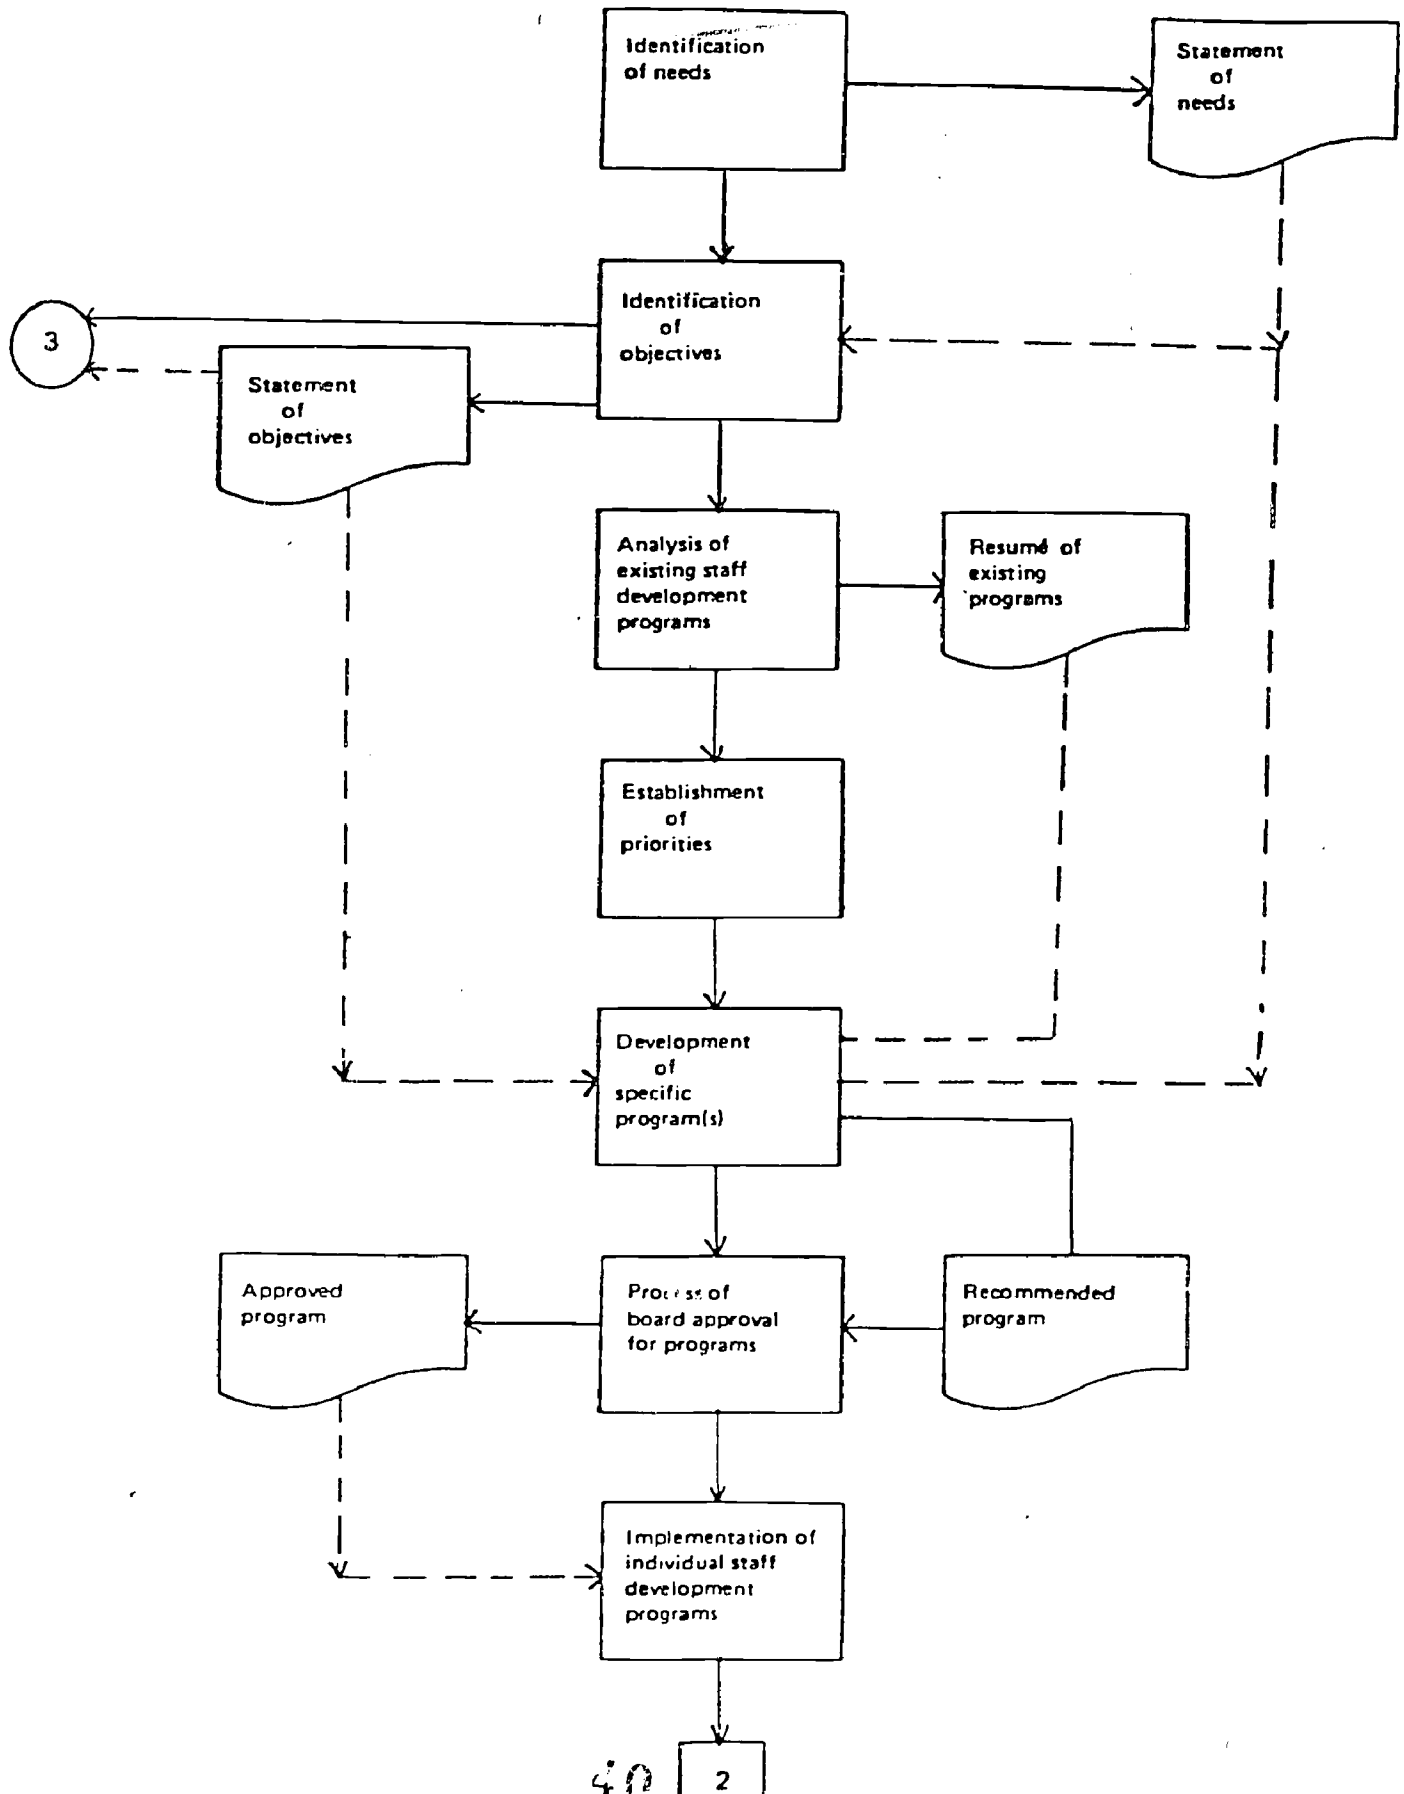 Identification
of needs
Statement
of
needs
Identification
of
objectives
3
Statement
of
objectives
Analysis of
existing staff
development
programs
Resumé of
existing
programs
Establishment
of
priorities
Development
of
specific
program(s)
Approved
program
Process of
board approval
for programs
Recommended
program
Implementation of
individual staff
development
programs
40
2